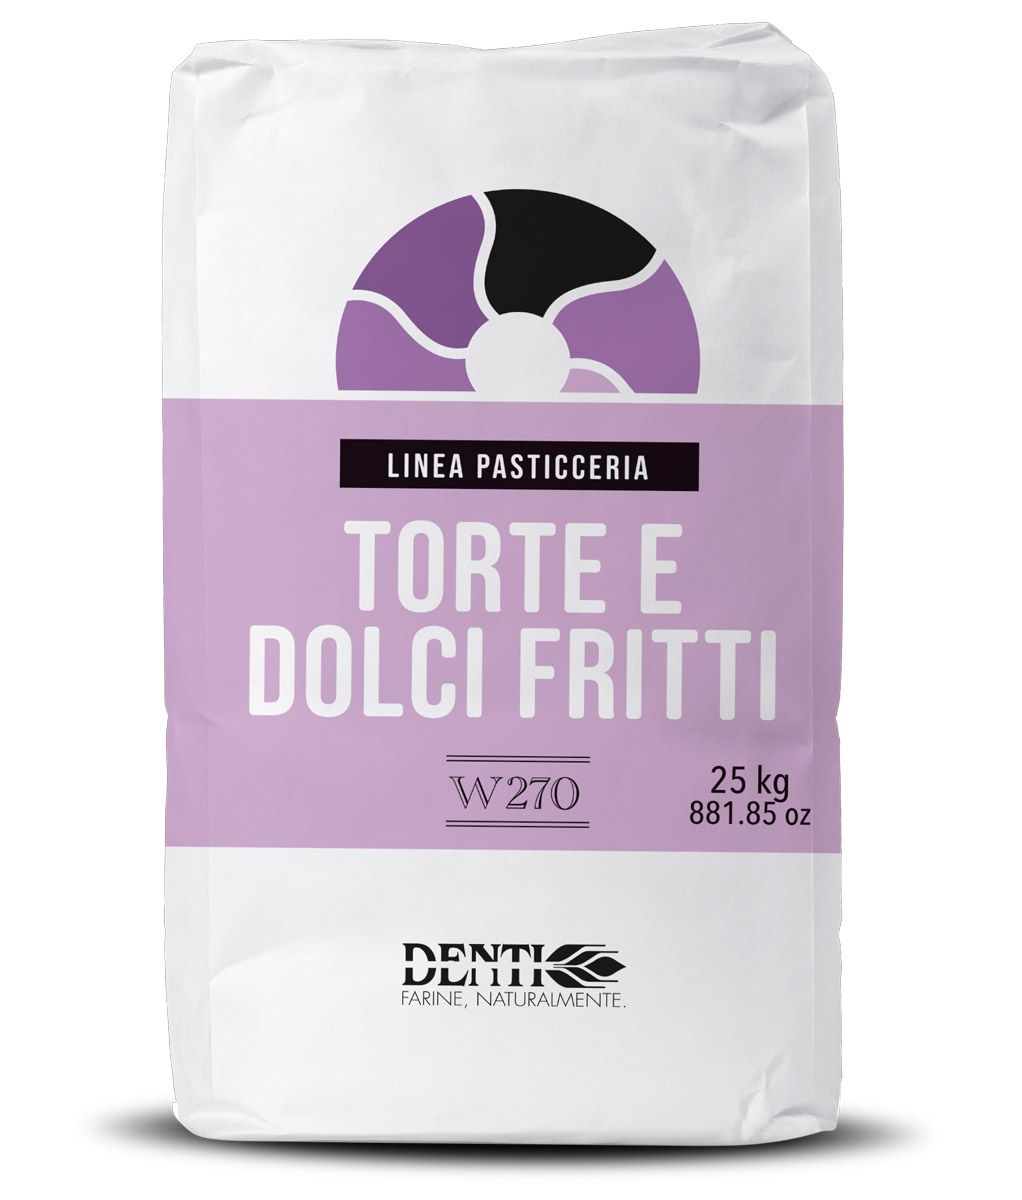 LINEA PASTICCERIA
TORTE E
DOLCI FRITTI
W270
25 kg
881.85 oz
DENTI
FARINE, NATURALMENTE.